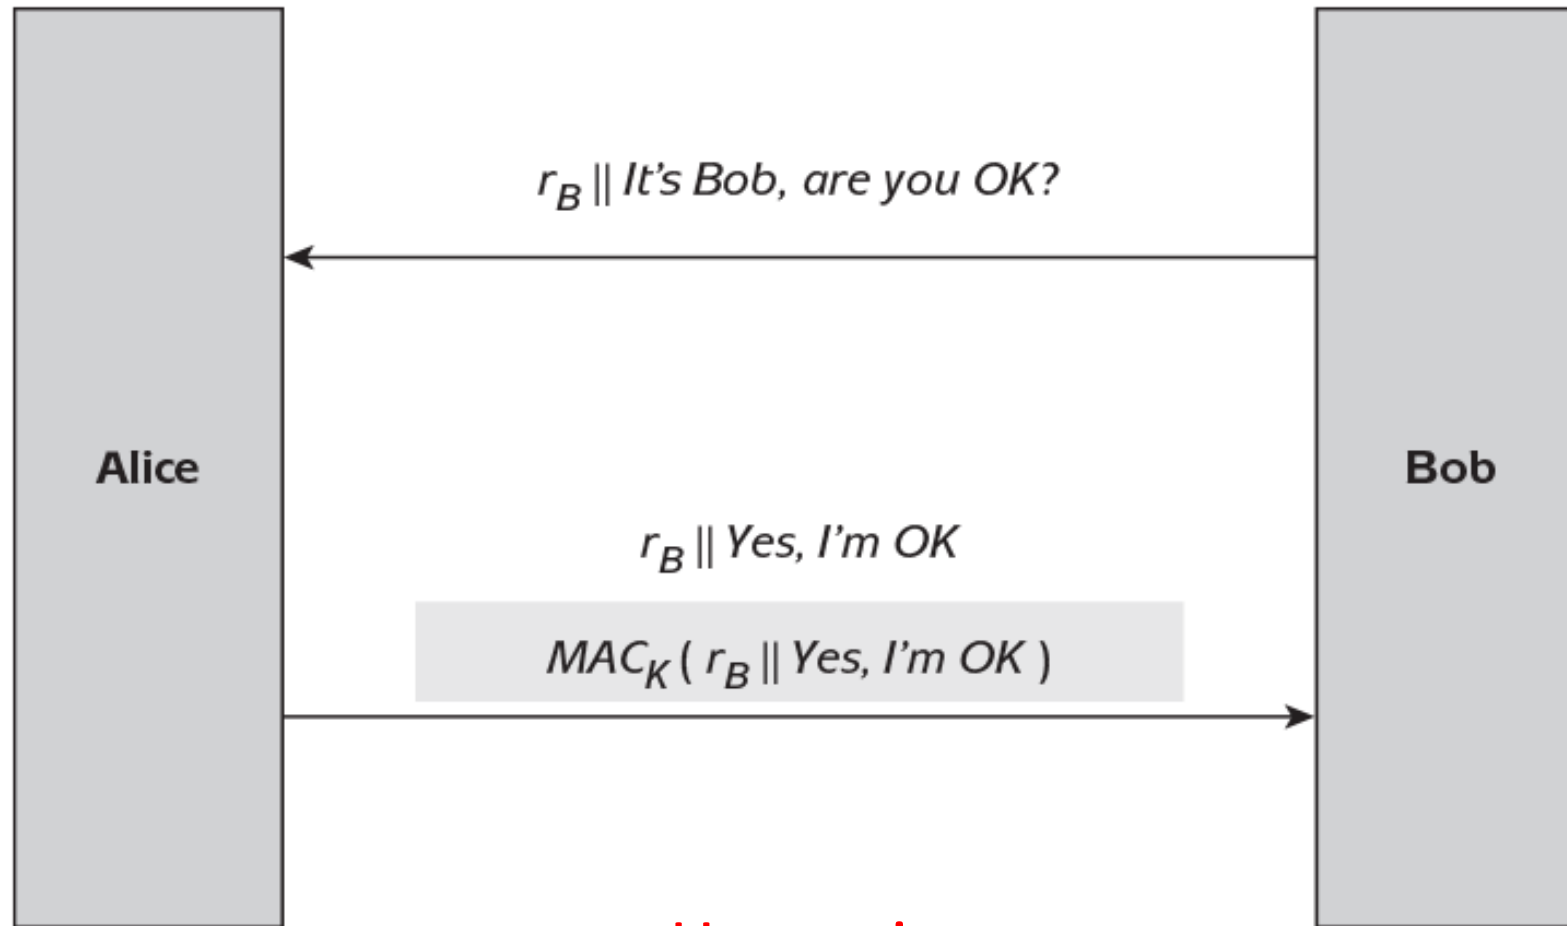 r_B || It's Bob, are you OK?
Alice
Bob
r_B || Yes, I'm OK
MAC_K ( r_B || Yes, I'm OK )